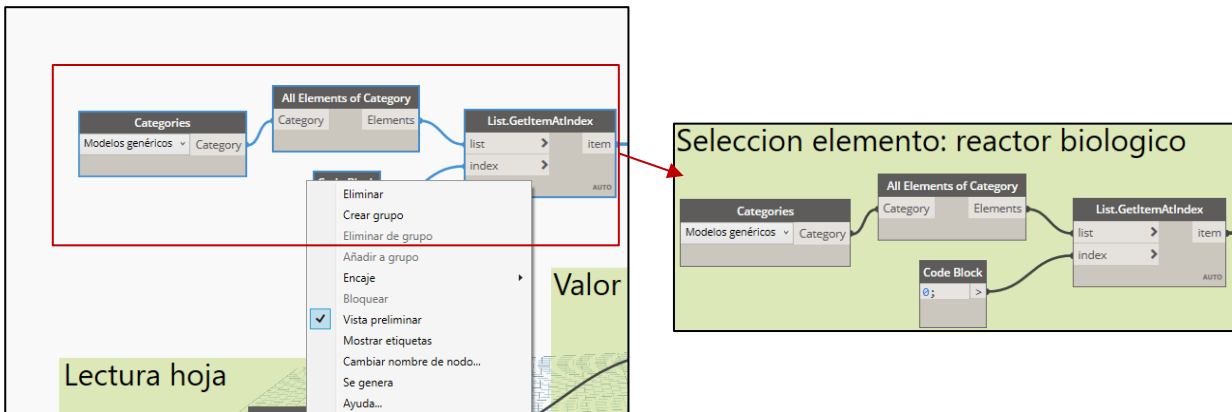 All Elements of Category
Category Elements
Categories
Modelos genéricos Category
List.GetItemAtIndex
list > item
index >
AUTO
Eliminar
Crear grupo
Eliminar de grupo
Añadir a grupo
Encaje
Bloquear
Vista preliminar
Mostrar etiquetas
Cambiar nombre de nodo...
Se genera
Ayuda...
Valor
Lectura hoja
Seleccion elemento: reactor biologico
All Elements of Category
Category Elements
Categories
Modelos genéricos Category
List.GetItemAtIndex
list > item
index >
AUTO
Code Block
0; >